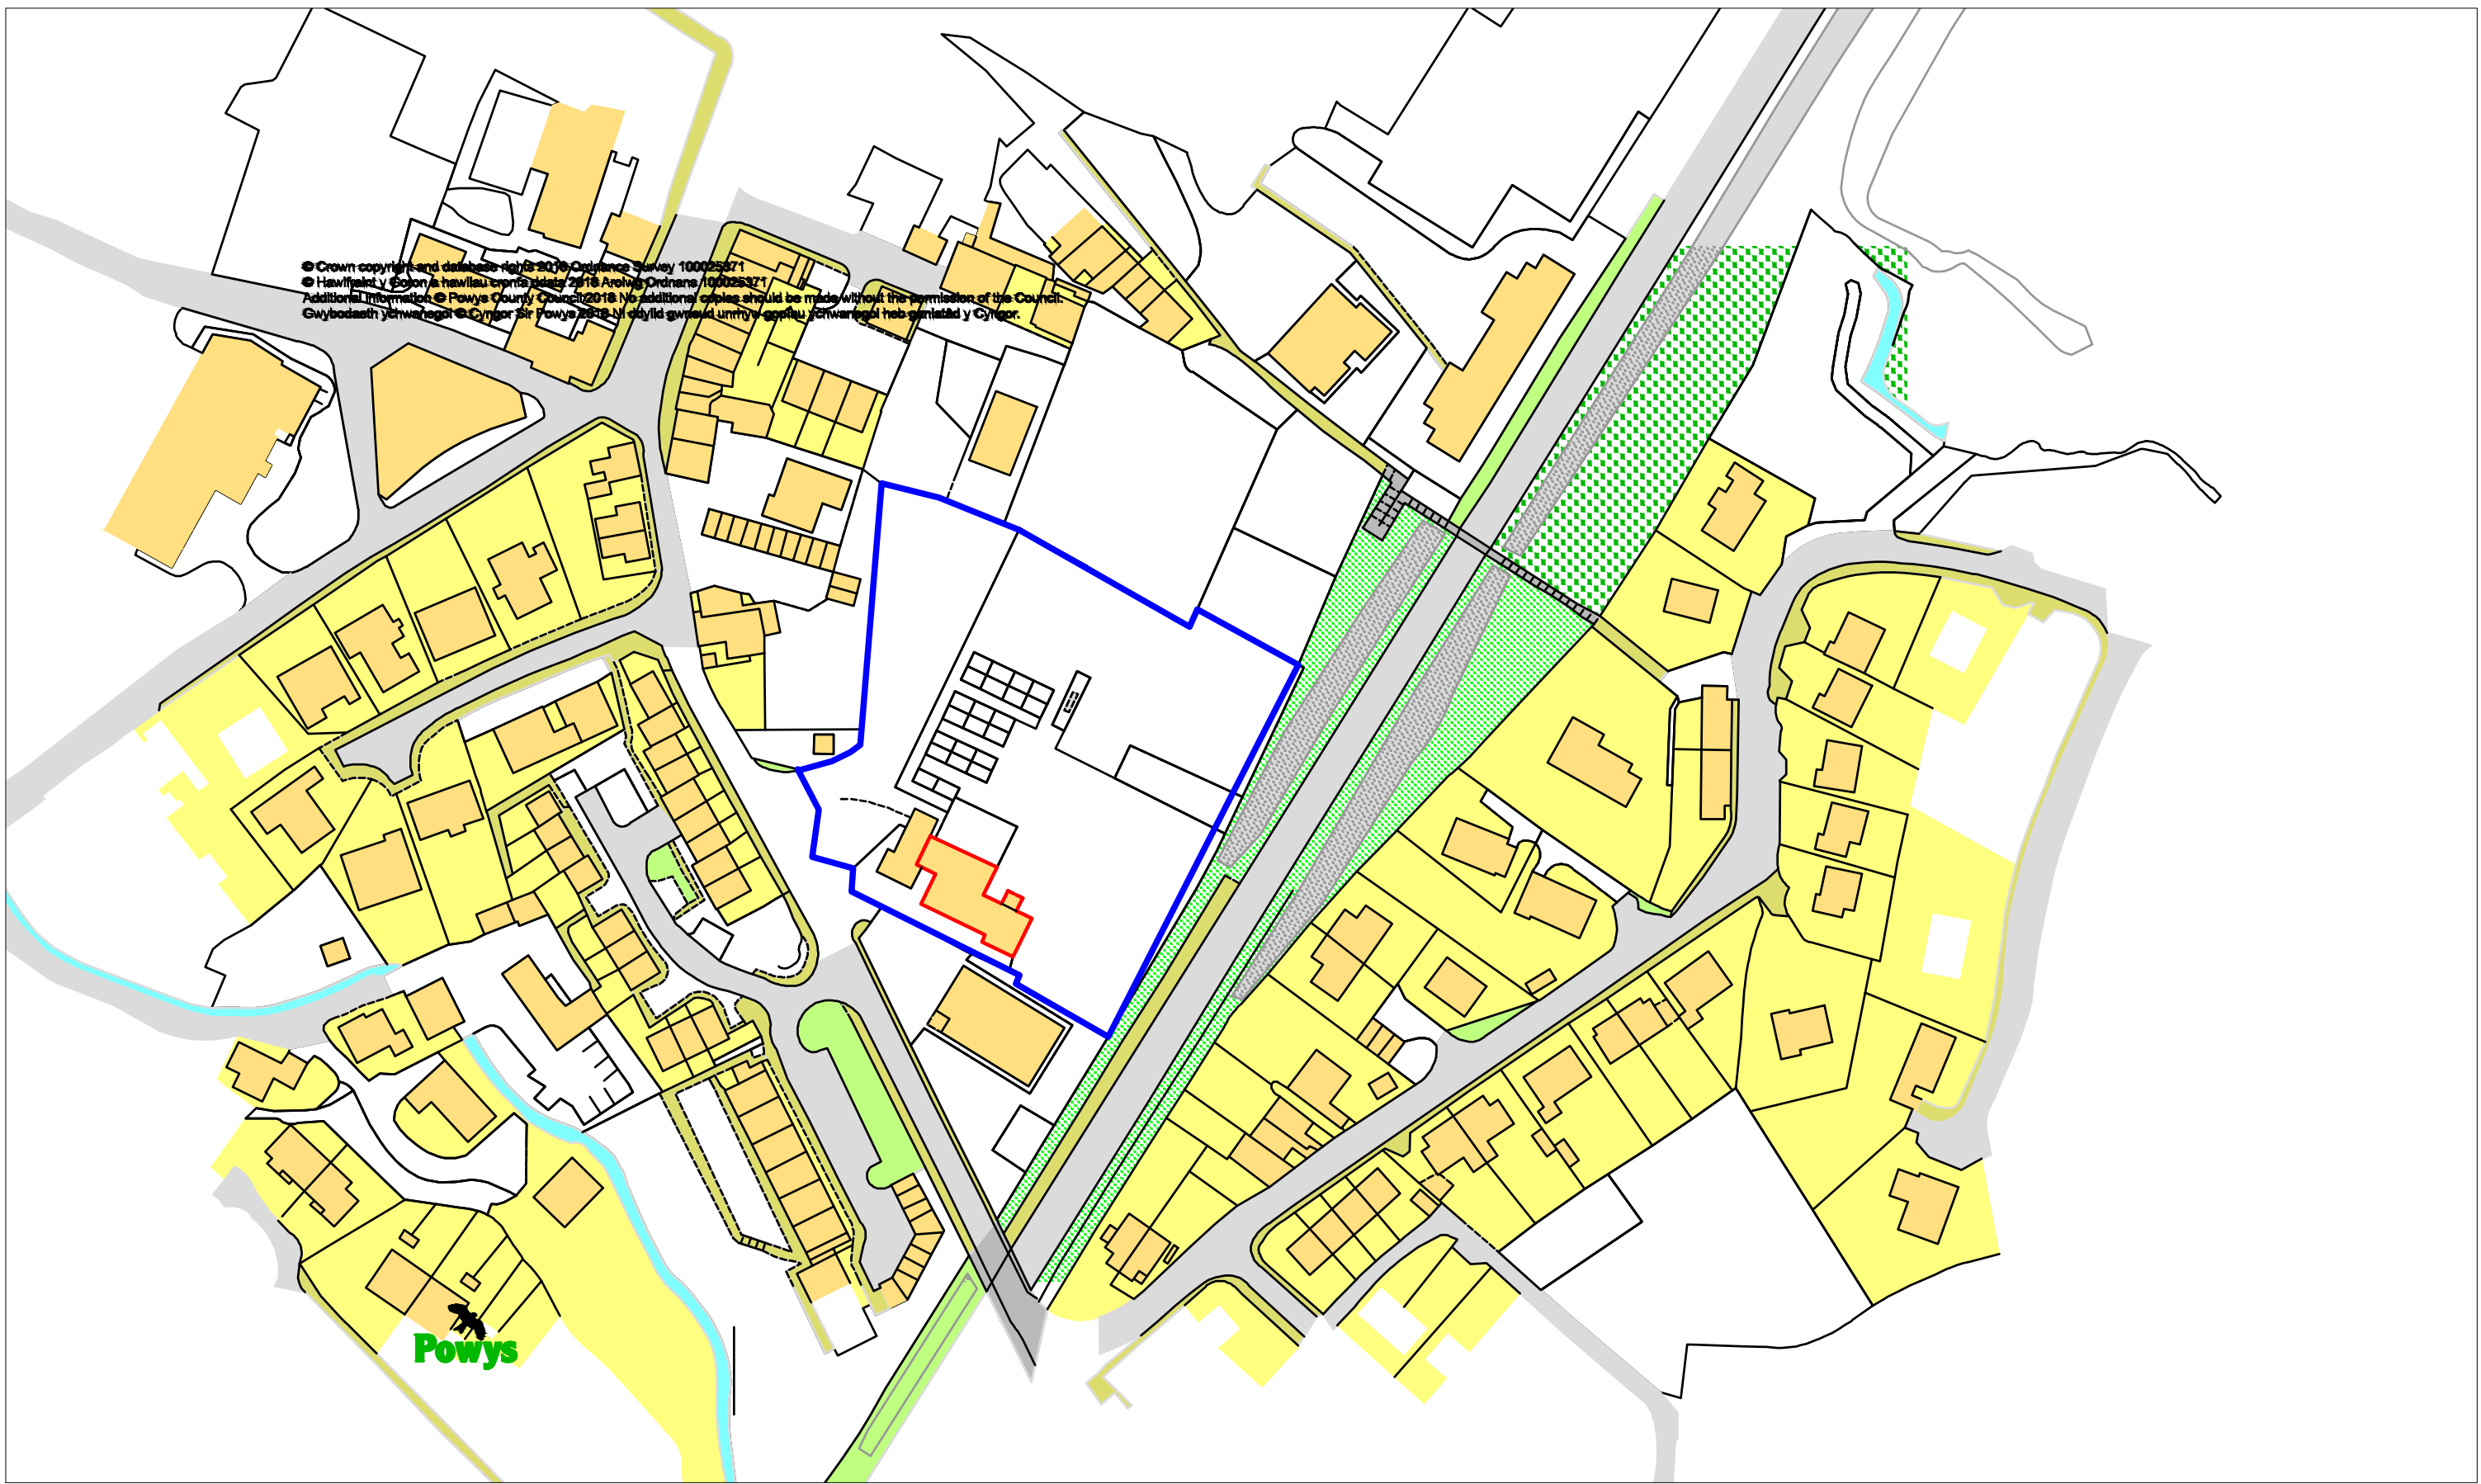 © Crown copyright and database rights 2018 Ordnance Survey 100025371
© Hawlfraint y Goron a hawliau cronfa ddata 2018 Arolwg Ordnans 100025371
Additional Information © Powys County Council 2018 No additional copies should be made without the permission of the Council.
Gwybodaeth ychwanegol © Cyngor Sir Powys 2018 Ni ddylid gwneud unrhyw gopïau ychwanegol heb ganiatâd y Cyngor.
Powys